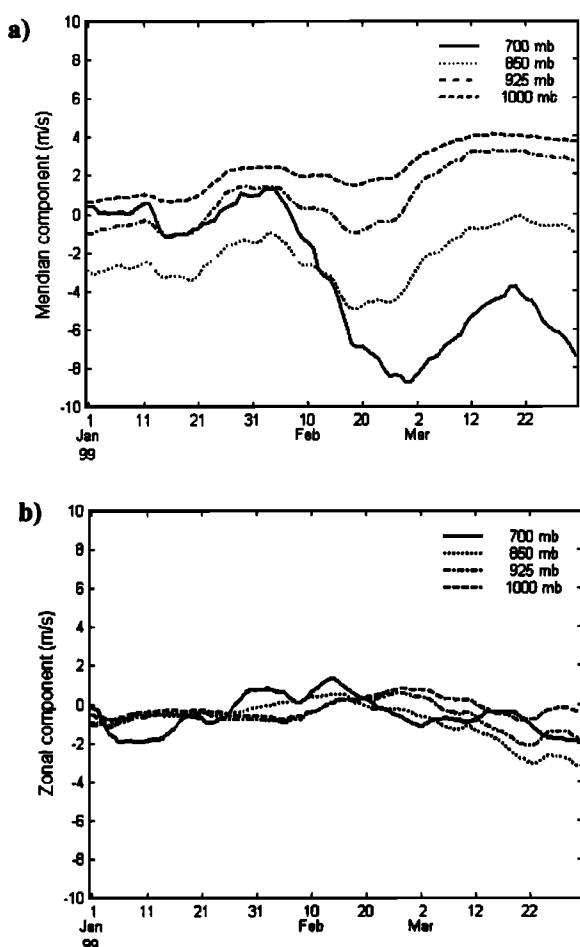 a)
10
8
6
4
2
0
-2
-4
-6
-8
-10
Meridian component (m/s)
700 mb
850 mb
925 mb
1000 mb
1 11 21 31 10 20 2 12 22
Jan Feb Mar
99
b)
10
8
6
4
2
0
-2
-4
-6
-8
-10
Zonal component (m/s)
700 mb
850 mb
925 mb
1000 mb
1 11 21 31 10 20 2 12 22
Jan Feb Mar
99